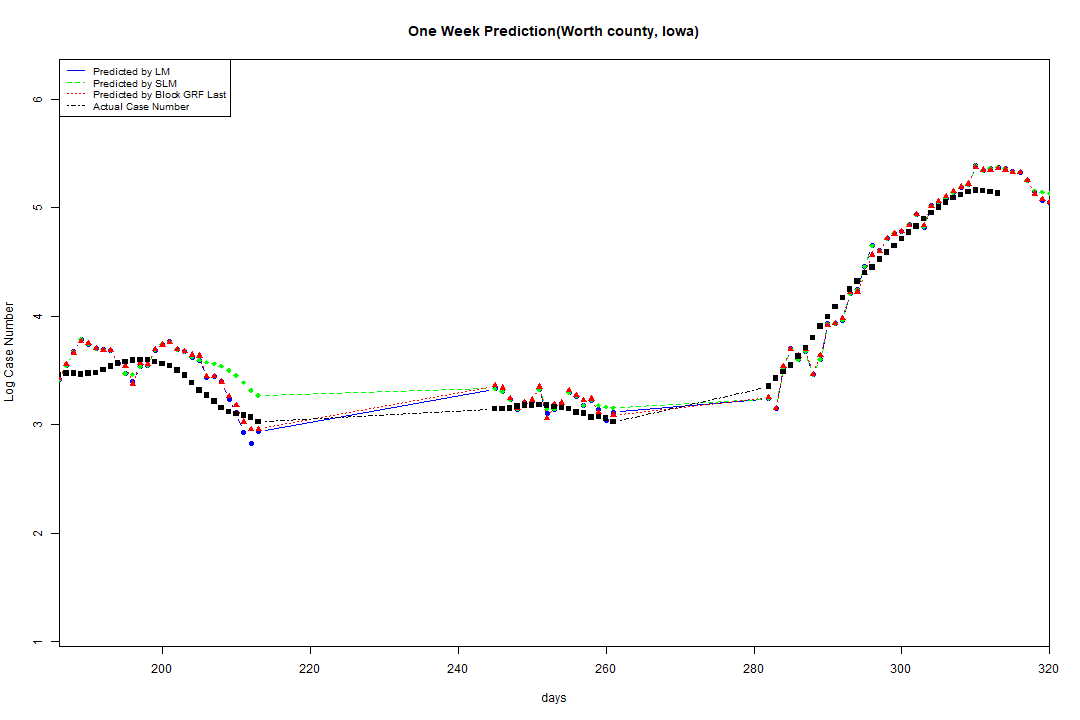 One Week Prediction(Worth county, Iowa)
Predicted by LM
Predicted by SLM
Predicted by Block GRF Last
Actual Case Number
6
5
4
3
2
1
Log Case Number
200 220 240 260 280 300 320
days